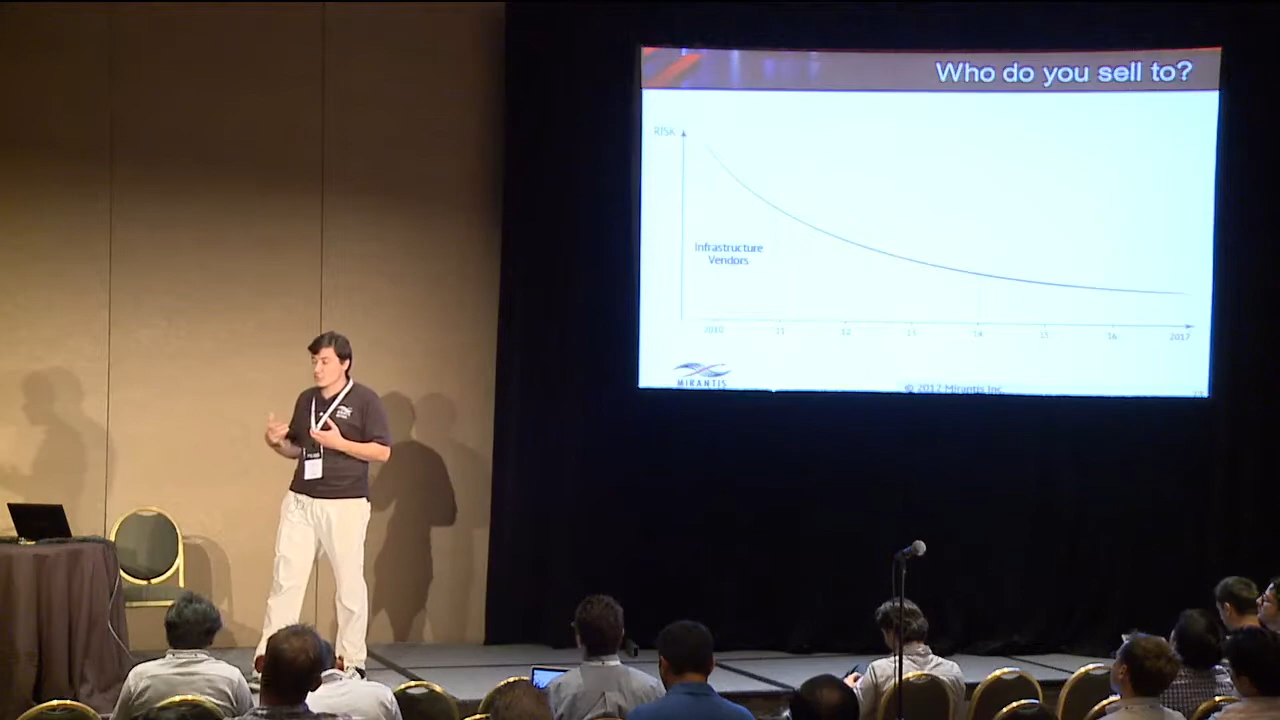 Who do you sell to?
RISK
Infrastructure
Vendors
2010 11 12 13 14 15 16 2017
MIRANTIS
© 2012 Mirantis Inc.